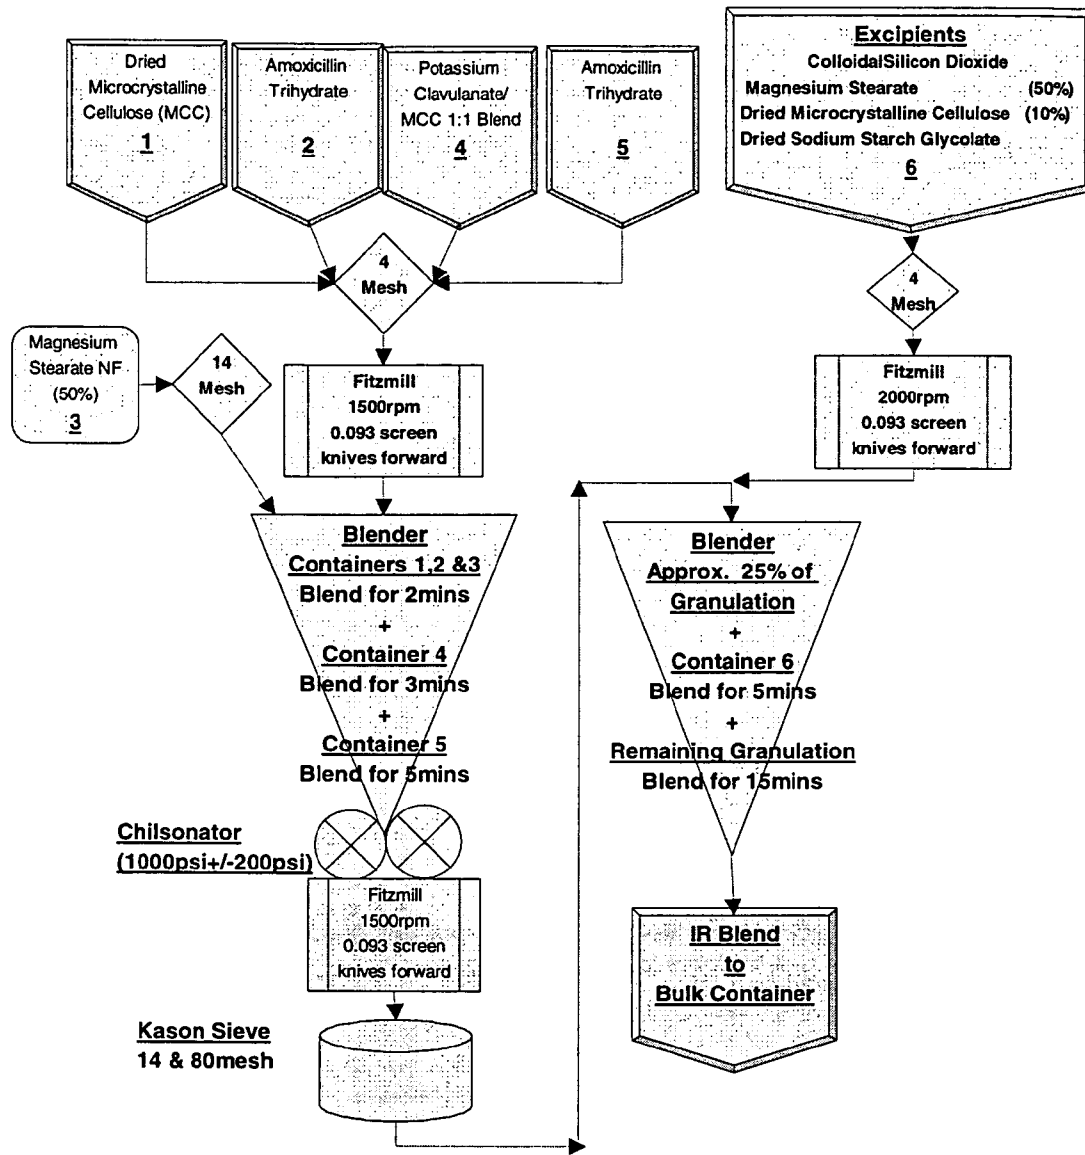 Dried
Microcrystalline
Cellulose (MCC)
1
Amoxicillin
Trihydrate
2
Potassium
Clavulanate/
MCC 1:1 Blend
4
Amoxicillin
Trihydrate
5
Excipients
ColloidalSilicon Dioxide
Magnesium Stearate (50%)
Dried Microcrystalline Cellulose (10%)
Dried Sodium Starch Glycolate
6
4
Mesh
4
Mesh
Magnesium
Stearate NF
(50%)
3
14
Mesh
Fitzmill
1500rpm
0.093 screen
knives forward
Fitzmill
2000rpm
0.093 screen
knives forward
Blender
Containers 1,2 &3
Blend for 2mins
+
Container 4
Blend for 3mins
+
Container 5
Blend for 5mins
Blender
Approx. 25% of
Granulation
+
Container 6
Blend for 5mins
+
Remaining Granulation
Blend for 15mins
Chilsonator
(1000psi+/-200psi)
Fitzmill
1500rpm
0.093 screen
knives forward
Kason Sieve
14 & 80mesh
IR Blend
to
Bulk Container